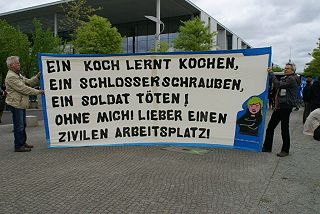 EIN KOCH LERNT KOCHEN,
EIN SCHLOSSER SCHRAUBEN,
EIN SOLDAT TÖTEN!
OHNE MICH! LIEBER EINEN
ZIVILEN ARBEITSPLATZ!